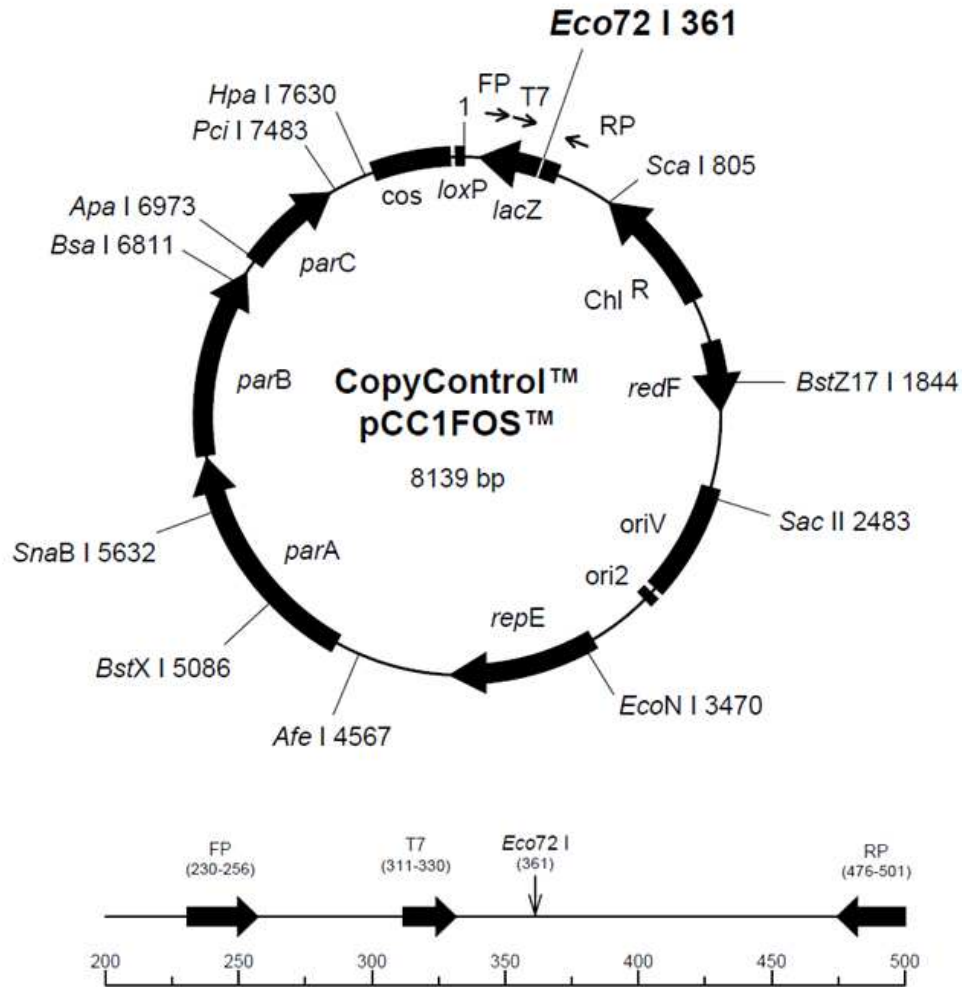 Eco72 I 361
FP
T7
1
RP
Hpa I 7630
Pci I 7483
Sca I 805
Apa I 6973
Bsa I 6811
cos
loxP
lacZ
parC
Chl R
parB
CopyControl™
pCC1FOS™
8139 bp
redF
BstZ17 I 1844
SnaB I 5632
parA
oriV
Sac II 2483
ori2
repE
BstX I 5086
EcoN I 3470
Afe I 4567
FP
(230-256)
T7
(311-330)
Eco72 I
(361)
RP
(476-501)
200 250 300 350 400 450 500